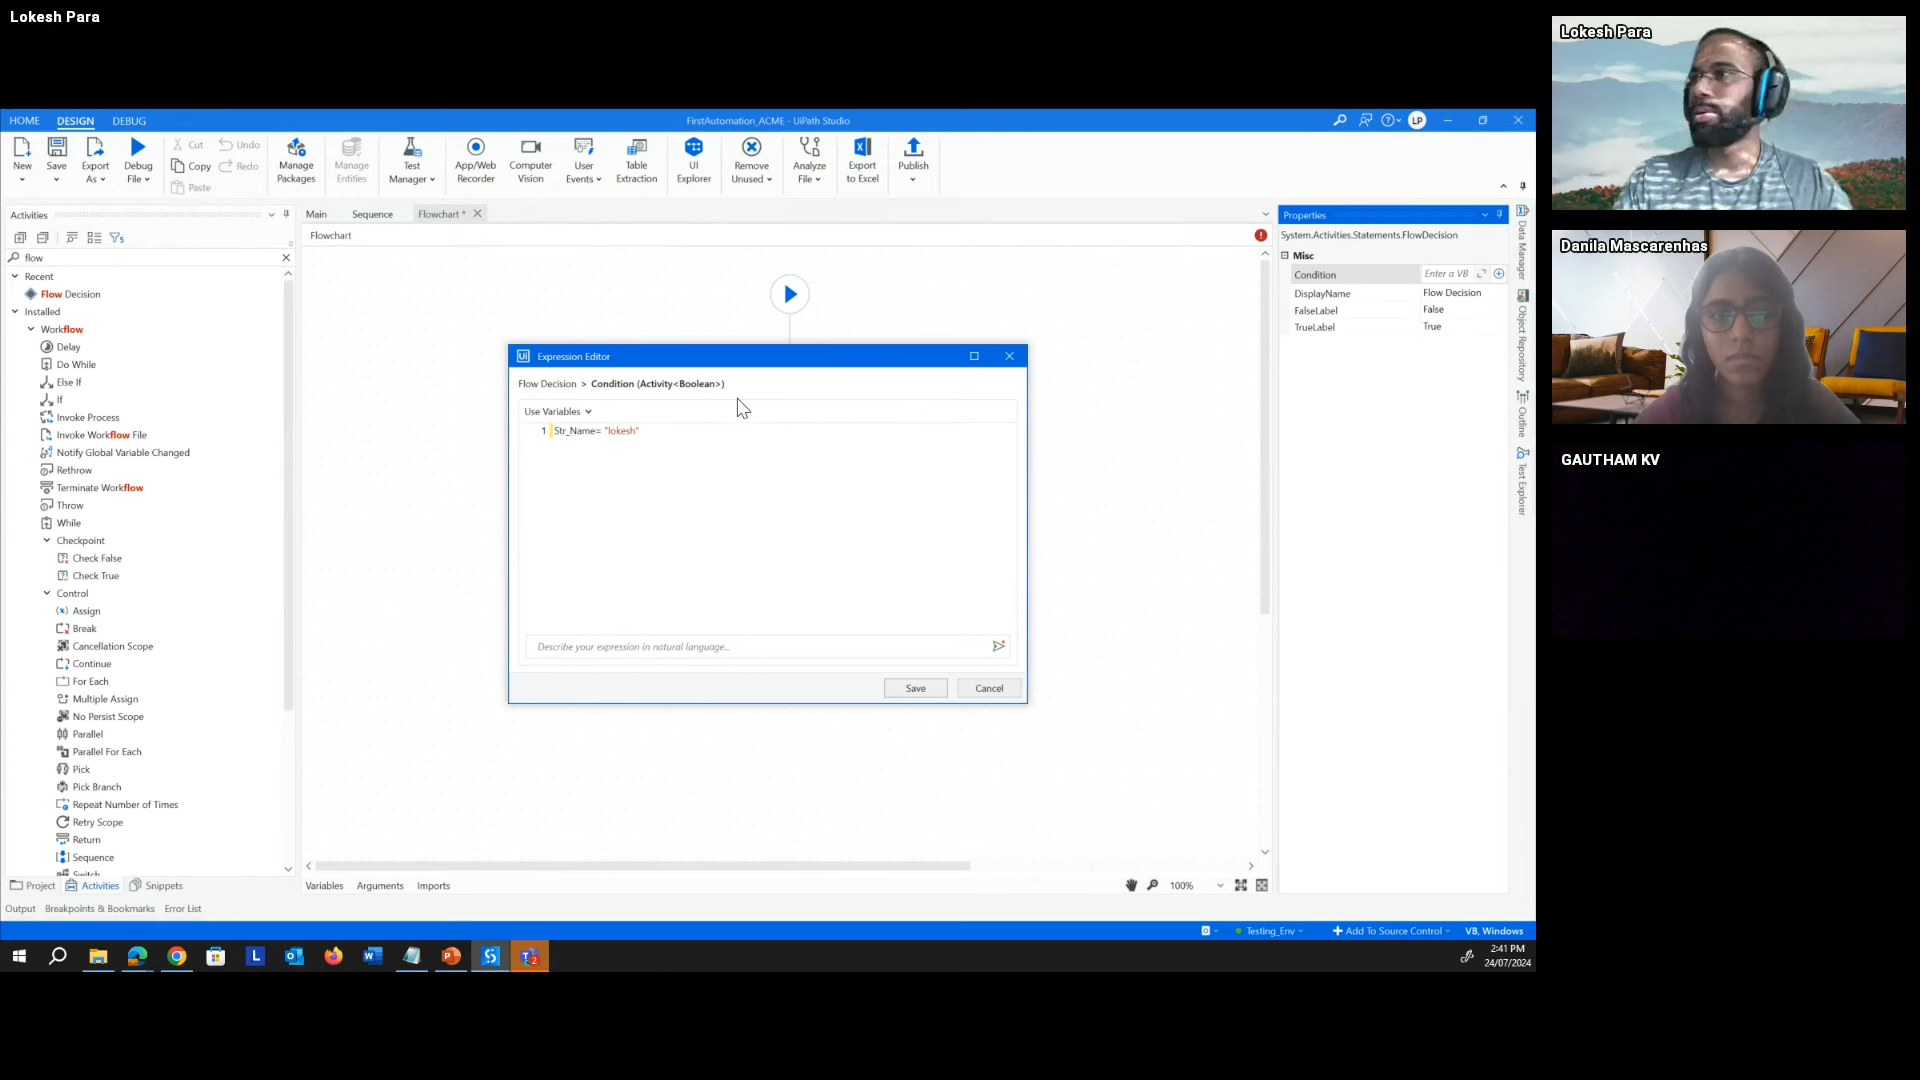 Lokesh Para
HOME DESIGN DEBUG
FirstAutomation_ACME - UiPath Studio
LP
New
Save
Export As
Debug File
Cut
Copy
Paste
Undo
Redo
Manage Packages
Manage Entities
Test Manager
App/Web Recorder
Computer Vision
User Events
Table Extraction
UI Explorer
Remove Unused
Analyze File
Export to Excel
Publish
Activities
flow
Recent
Flow Decision
Installed
Workflow
Delay
Do While
Else If
If
Invoke Process
Invoke Workflow File
Notify Global Variable Changed
Rethrow
Terminate Workflow
Throw
While
Checkpoint
Check False
Check True
Control
Assign
Break
Cancellation Scope
Continue
For Each
Multiple Assign
No Persist Scope
Parallel
Parallel For Each
Pick
Pick Branch
Repeat Number of Times
Retry Scope
Return
Sequence
Switch
Project Activities Snippets
Output Breakpoints & Bookmarks Error List
Main Sequence Flowchart *
Flowchart
Expression Editor
Flow Decision > Condition (Activity<Boolean>)
Use Variables
1 Str_Name= "lokesh"
Describe your expression in natural language...
Save Cancel
Variables Arguments Imports
100%
Properties
System.Activities.Statements.FlowDecision
Misc
Condition Enter a VB
DisplayName Flow Decision
FalseLabel False
TrueLabel True
Data Manager
Object Repository
Outline
Test Explorer
Testing_Env Add To Source Control VB, Windows
2:41 PM
24/07/2024
Lokesh Para
Danila Mascarenhas
GAUTHAM KV